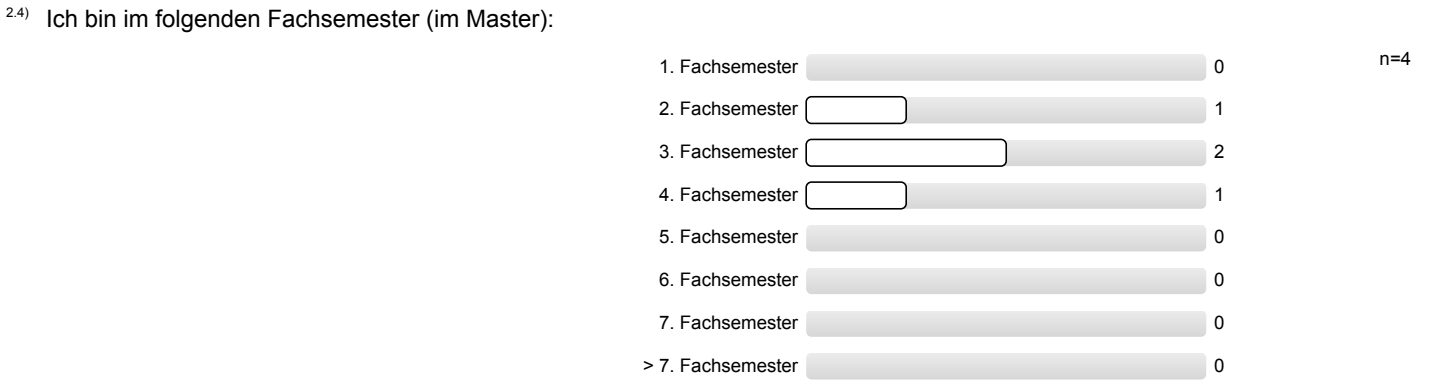 2.4) Ich bin im folgenden Fachsemester (im Master):
n=4
1. Fachsemester 0
2. Fachsemester 1
3. Fachsemester 2
4. Fachsemester 1
5. Fachsemester 0
6. Fachsemester 0
7. Fachsemester 0
> 7. Fachsemester 0